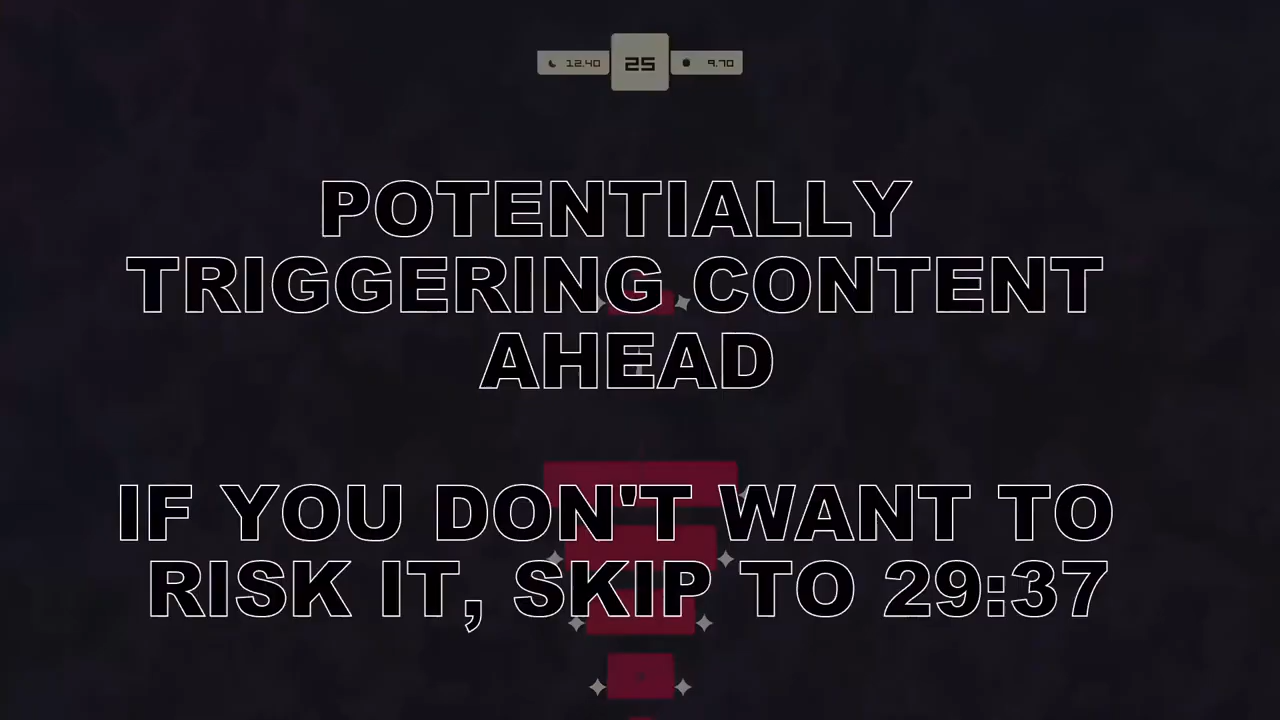 12.40 25 9.70
POTENTIALLY
TRIGGERING CONTENT
AHEAD
IF YOU DON'T WANT TO
RISK IT, SKIP TO 29:37